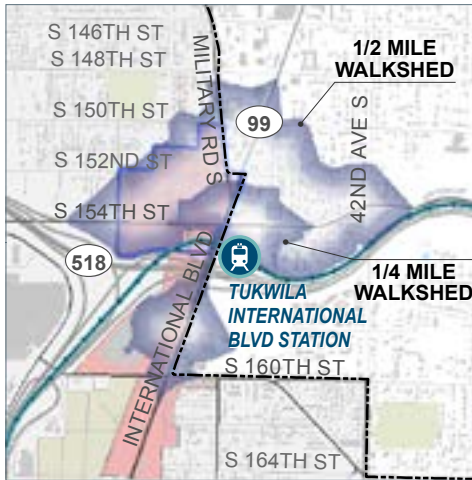 S 146TH ST
S 148TH ST
MILITARY RD S
1/2 MILE
WALKSHED
S 150TH ST
99
42ND AVE S
S 152ND ST
S 154TH ST
518
INTERNATIONAL BLVD
1/4 MILE
WALKSHED
TUKWILA
INTERNATIONAL
BLVD STATION
S 160TH ST
S 164TH ST